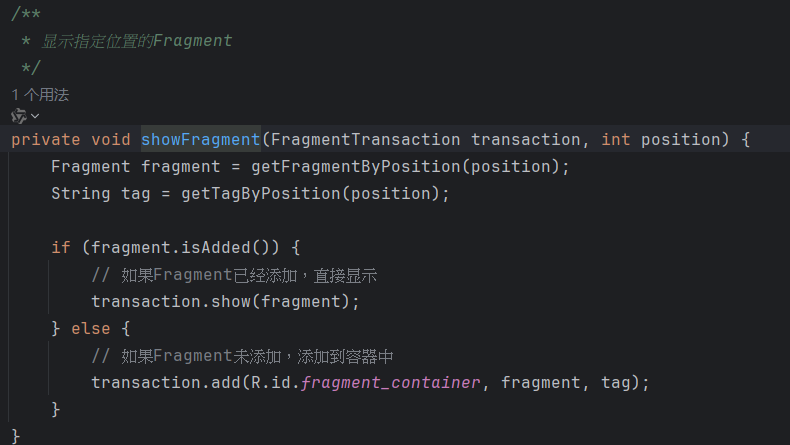 /**
 * 显示指定位置的Fragment
 */
1 个用法
private void showFragment(FragmentTransaction transaction, int position) {
    Fragment fragment = getFragmentByPosition(position);
    String tag = getTagByPosition(position);
    if (fragment.isAdded()) {
        // 如果Fragment已经添加，直接显示
        transaction.show(fragment);
    } else {
        // 如果Fragment未添加，添加到容器中
        transaction.add(R.id.fragment_container, fragment, tag);
    }
}